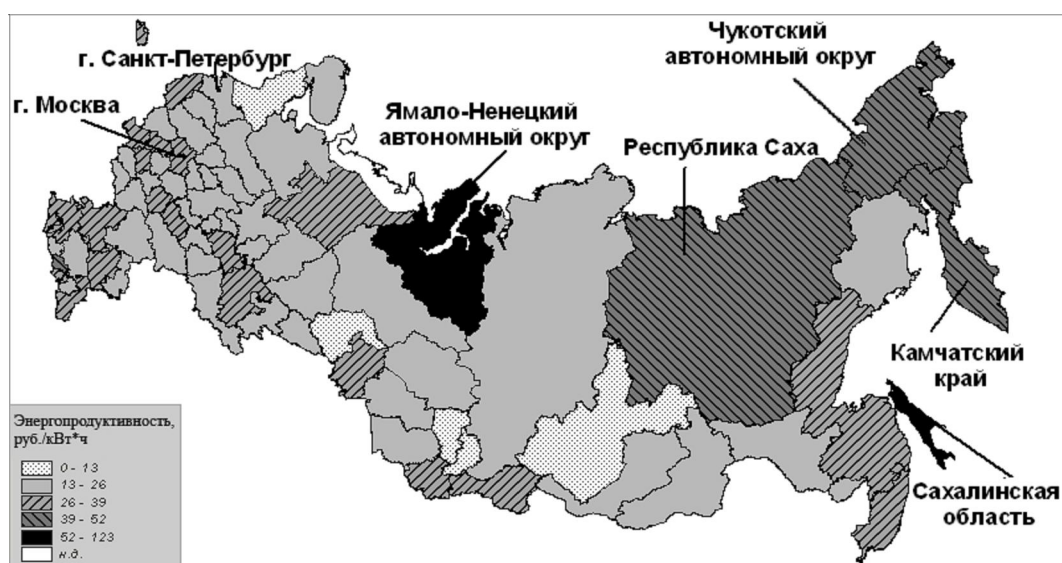 г. Санкт-Петербург
г. Москва
Ямало-Ненецкий
автономный округ
Чукотский
автономный округ
Республика Саха
Камчатский
край
Сахалинская
область
Энергопродуктивность,
руб./кВт*ч
0 - 13
13 - 26
26 - 39
39 - 52
52 - 123
н.д.